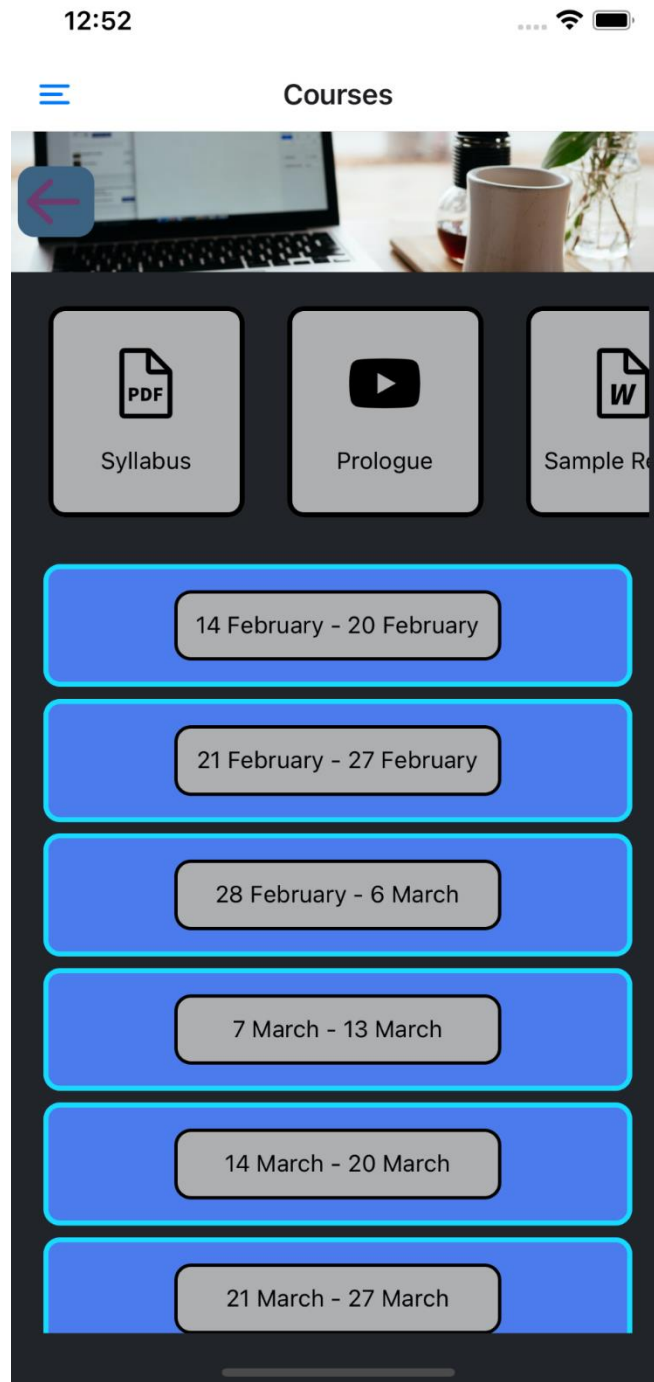 12:52
Courses
PDF
Syllabus
Prologue
W
Sample Re
14 February - 20 February
21 February - 27 February
28 February - 6 March
7 March - 13 March
14 March - 20 March
21 March - 27 March